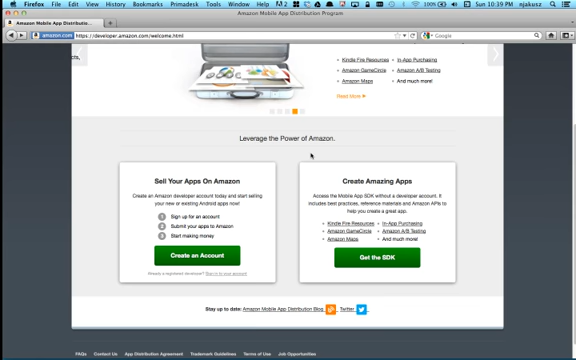 Firefox File Edit View History Bookmarks Primadesk Tools Window Help
100% Sun 10:39 PM njakusz
Amazon Mobile App Distribution Program
Amazon Mobile App Distributio...
amazon.com https://developer.amazon.com/welcome.html
Google
Kindle Fire Resources In-App Purchasing
Amazon GameCircle Amazon A/B Testing
Amazon Maps And much more!
Read More
Leverage the Power of Amazon.
Sell Your Apps On Amazon
Create an Amazon developer account today and start selling
your new or existing Android apps now!
1 Sign up for an account
2 Submit your apps to Amazon
3 Start making money
Create an Account
Already a registered developer? Sign in to your account
Create Amazing Apps
Access the Mobile App SDK without a developer account. It
includes best practices, reference materials and Amazon APIs to
help you create a great app.
Kindle Fire Resources In-App Purchasing
Amazon GameCircle Amazon A/B Testing
Amazon Maps And much more!
Get the SDK
Stay up to date: Amazon Mobile App Distribution Blog Twitter
FAQs Contact Us App Distribution Agreement Trademark Guidelines Terms of Use Job Opportunities